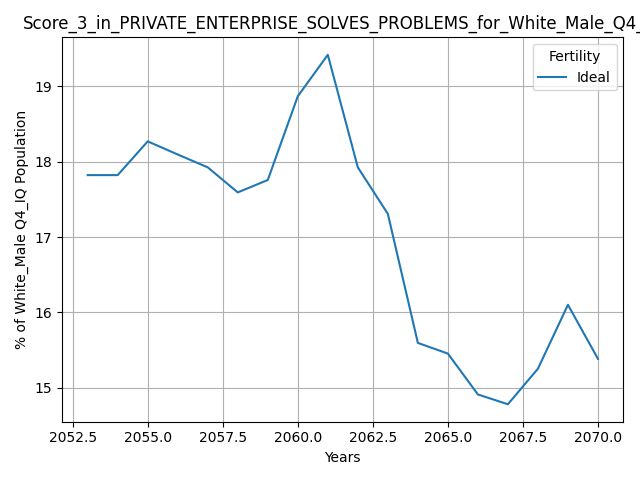 Score_3_in_PRIVATE_ENTERPRISE_SOLVES_PROBLEMS_for_White_Male_Q4_
Fertility
Ideal
% of White_Male Q4_IQ Population
19
18
17
16
15
2052.5 2055.0 2057.5 2060.0 2062.5 2065.0 2067.5 2070.0
Years